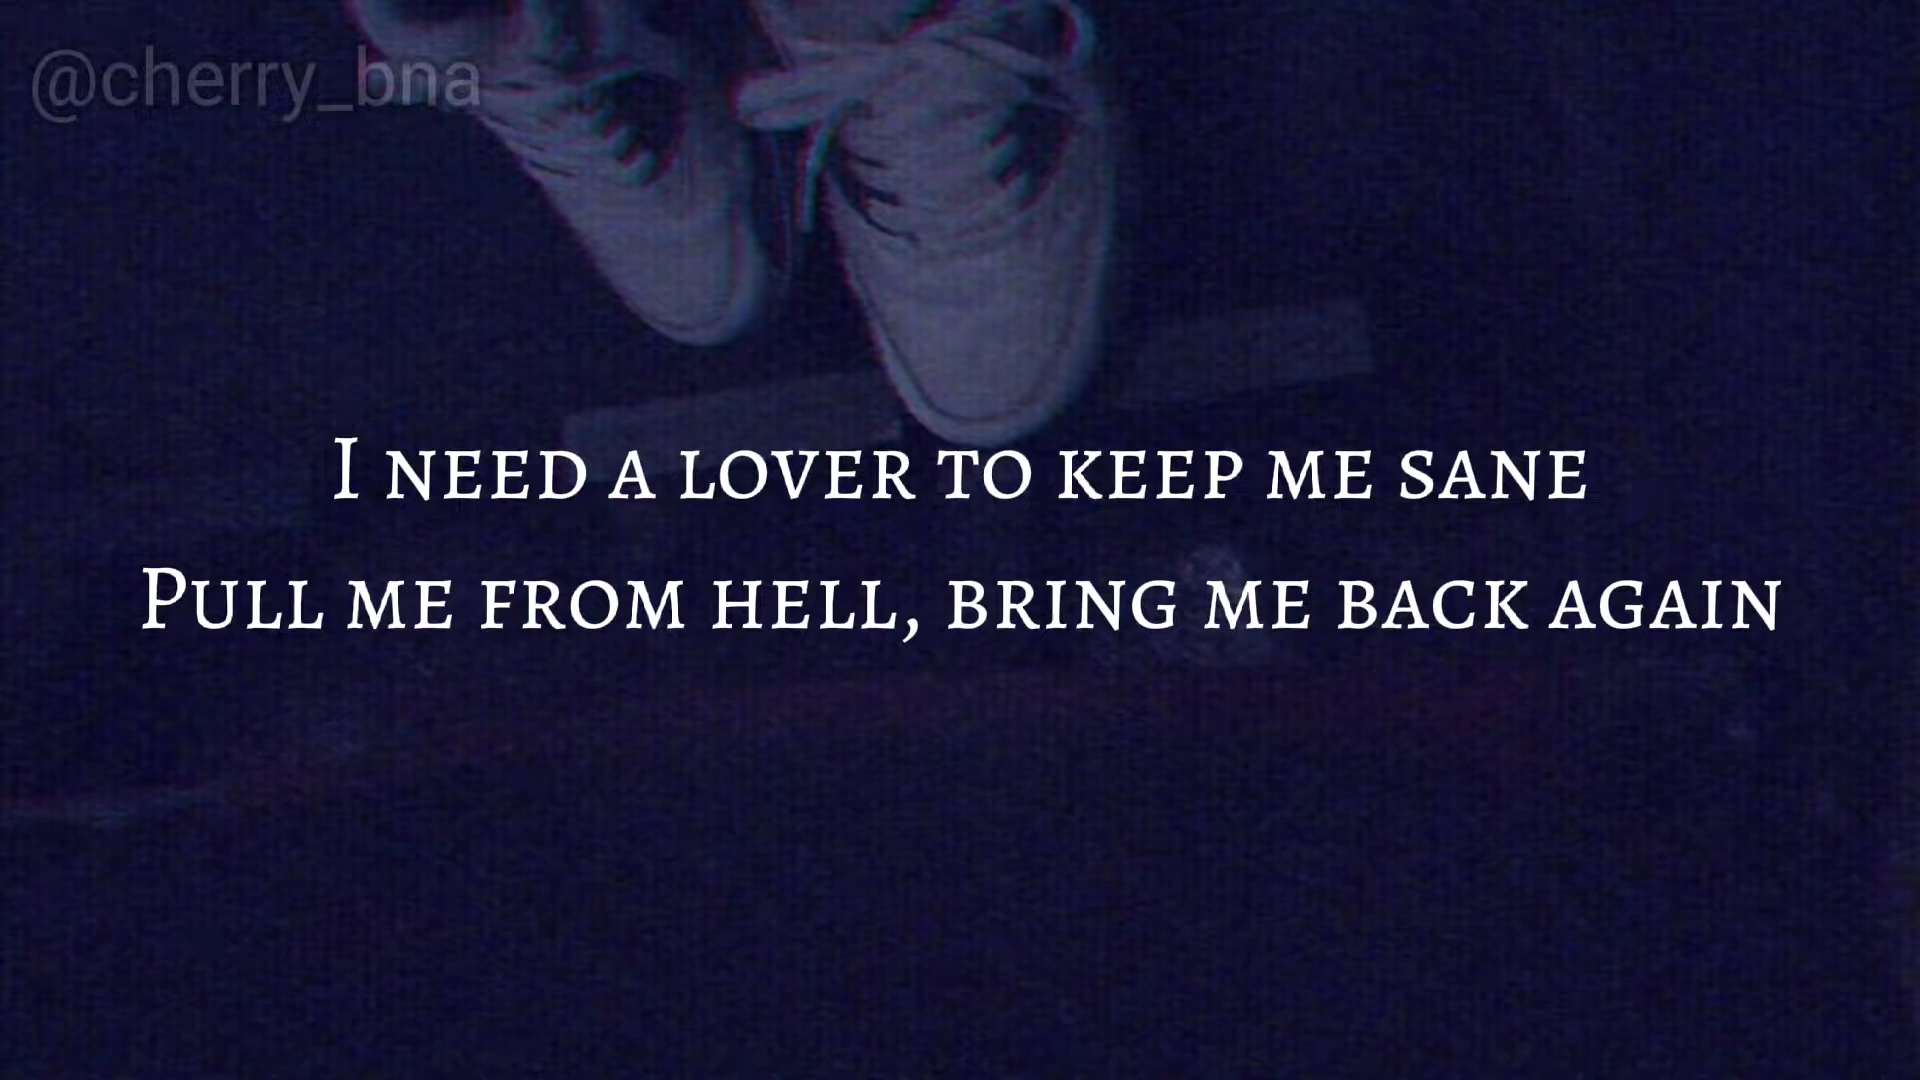 @cherry_bna
I need a lover to keep me sane
Pull me from hell, bring me back again